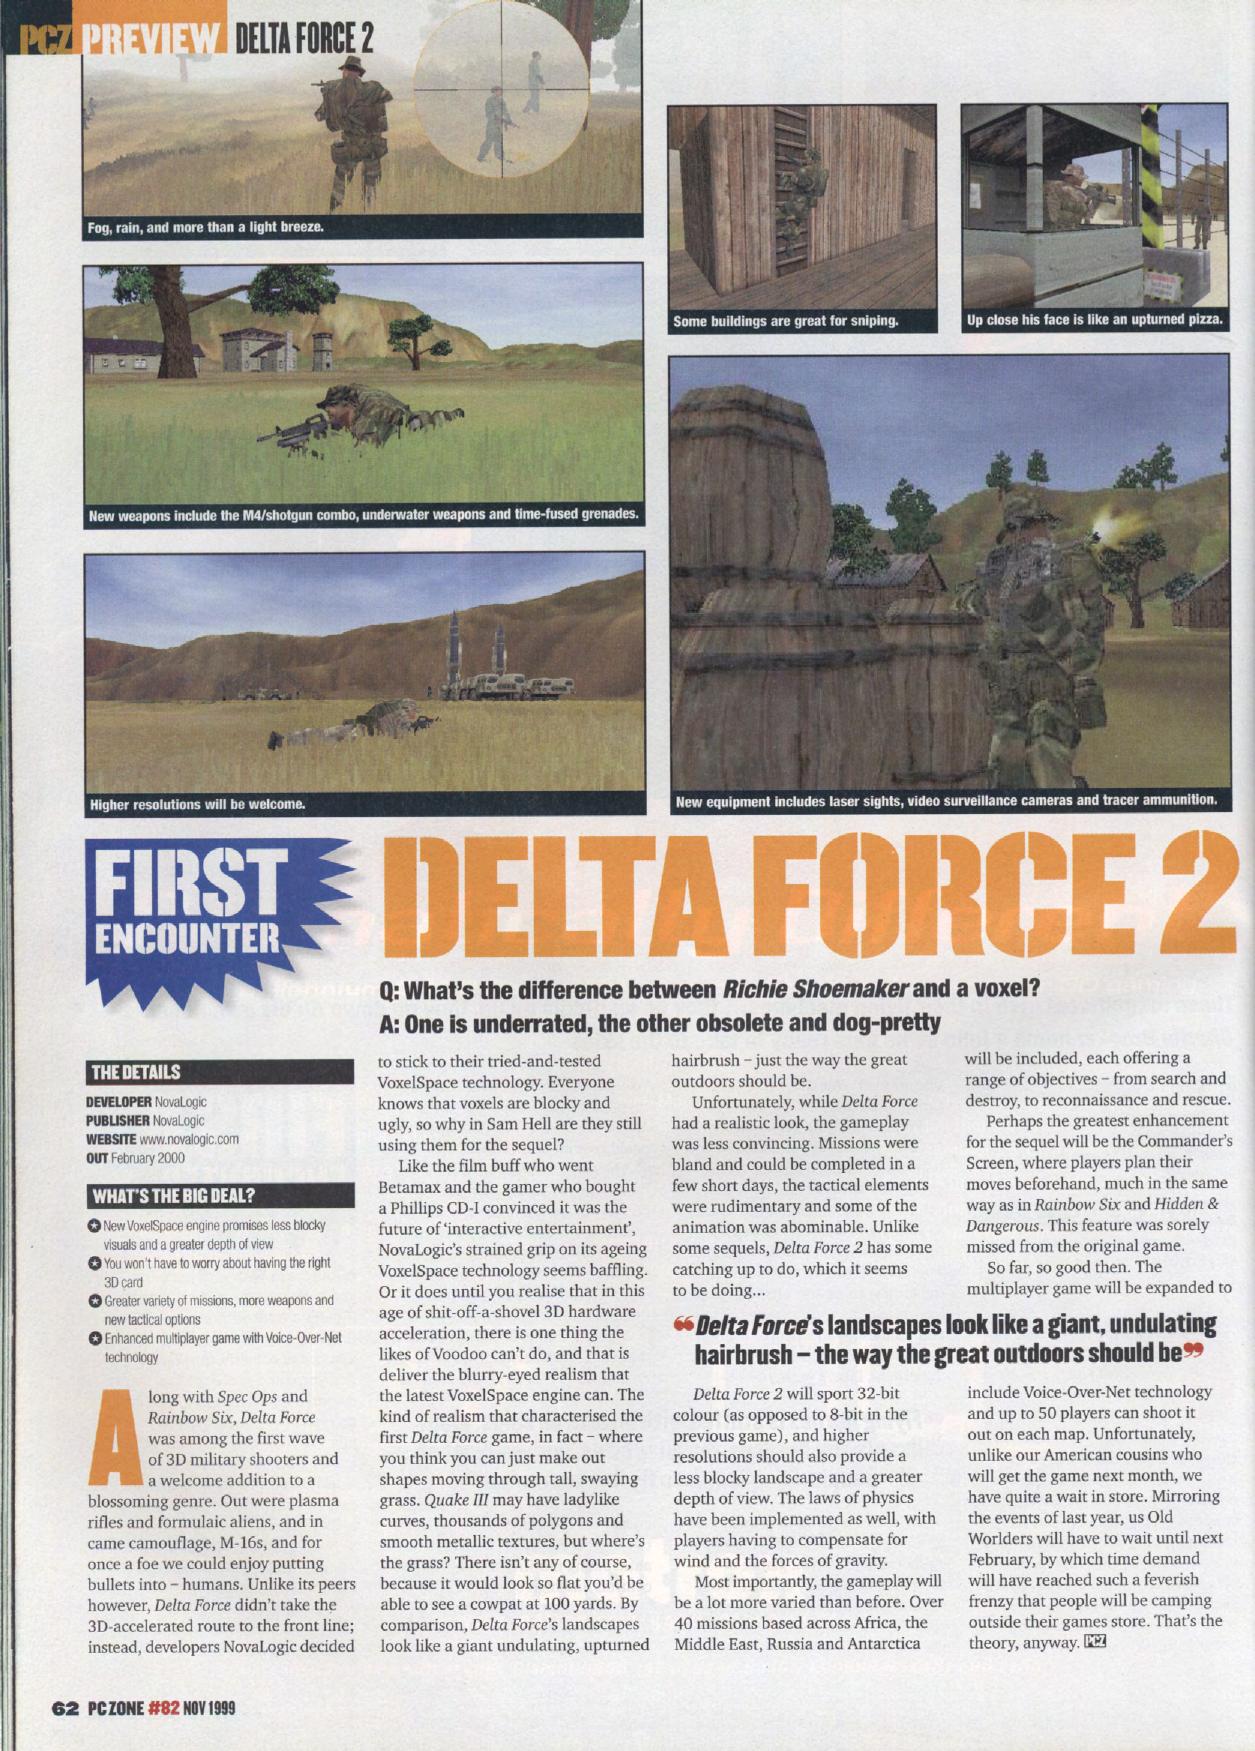 PCZ PREVIEW DELTA FORCE 2
Fog, rain, and more than a light breeze.
Some buildings are great for sniping.
Up close his face is like an upturned pizza.
New weapons include the M4/shotgun combo, underwater weapons and time-fused grenades.
Higher resolutions will be welcome.
New equipment includes laser sights, video surveillance cameras and tracer ammunition.
FIRST
ENCOUNTER
DELTA FORCE 2
Q: What's the difference between Richie Shoemaker and a voxel?
A: One is underrated, the other obsolete and dog-pretty
THE DETAILS
DEVELOPER NovaLogic
PUBLISHER NovaLogic
WEBSITE www.novalogic.com
OUT February 2000
WHAT'S THE BIG DEAL?
New VoxelSpace engine promises less blocky
visuals and a greater depth of view
You won't have to worry about having the right
3D card
Greater variety of missions, more weapons and
new tactical options
Enhanced multiplayer game with Voice-Over-Net
technology
Along with Spec Ops and
Rainbow Six, Delta Force
was among the first wave
of 3D military shooters and
a welcome addition to a
blossoming genre. Out were plasma
rifles and formulaic aliens, and in
came camouflage, M-16s, and for
once a foe we could enjoy putting
bullets into – humans. Unlike its peers
however, Delta Force didn't take the
3D-accelerated route to the front line;
instead, developers NovaLogic decided
to stick to their tried-and-tested
VoxelSpace technology. Everyone
knows that voxels are blocky and
ugly, so why in Sam Hell are they still
using them for the sequel?
Like the film buff who went
Betamax and the gamer who bought
a Phillips CD-I convinced it was the
future of 'interactive entertainment',
NovaLogic's strained grip on its ageing
VoxelSpace technology seems baffling.
Or it does until you realise that in this
age of shit-off-a-shovel 3D hardware
acceleration, there is one thing the
likes of Voodoo can't do, and that is
deliver the blurry-eyed realism that
the latest VoxelSpace engine can. The
kind of realism that characterised the
first Delta Force game, in fact – where
you think you can just make out
shapes moving through tall, swaying
grass. Quake III may have ladylike
curves, thousands of polygons and
smooth metallic textures, but where's
the grass? There isn't any of course,
because it would look so flat you'd be
able to see a cowpat at 100 yards. By
comparison, Delta Force's landscapes
look like a giant undulating, upturned
hairbrush – just the way the great
outdoors should be.
Unfortunately, while Delta Force
had a realistic look, the gameplay
was less convincing. Missions were
bland and could be completed in a
few short days, the tactical elements
were rudimentary and some of the
animation was abominable. Unlike
some sequels, Delta Force 2 has some
catching up to do, which it seems
to be doing...
“Delta Force's landscapes look like a giant, undulating
hairbrush – the way the great outdoors should be”
Delta Force 2 will sport 32-bit
colour (as opposed to 8-bit in the
previous game), and higher
resolutions should also provide a
less blocky landscape and a greater
depth of view. The laws of physics
have been implemented as well, with
players having to compensate for
wind and the forces of gravity.
Most importantly, the gameplay will
be a lot more varied than before. Over
40 missions based across Africa, the
Middle East, Russia and Antarctica
will be included, each offering a
range of objectives – from search and
destroy, to reconnaissance and rescue.
Perhaps the greatest enhancement
for the sequel will be the Commander's
Screen, where players plan their
moves beforehand, much in the same
way as in Rainbow Six and Hidden &
Dangerous. This feature was sorely
missed from the original game.
So far, so good then. The
multiplayer game will be expanded to
include Voice-Over-Net technology
and up to 50 players can shoot it
out on each map. Unfortunately,
unlike our American cousins who
will get the game next month, we
have quite a wait in store. Mirroring
the events of last year, us Old
Worlders will have to wait until next
February, by which time demand
will have reached such a feverish
frenzy that people will be camping
outside their games store. That's the
theory, anyway. PCZ
62 PC ZONE #82 NOV 1999